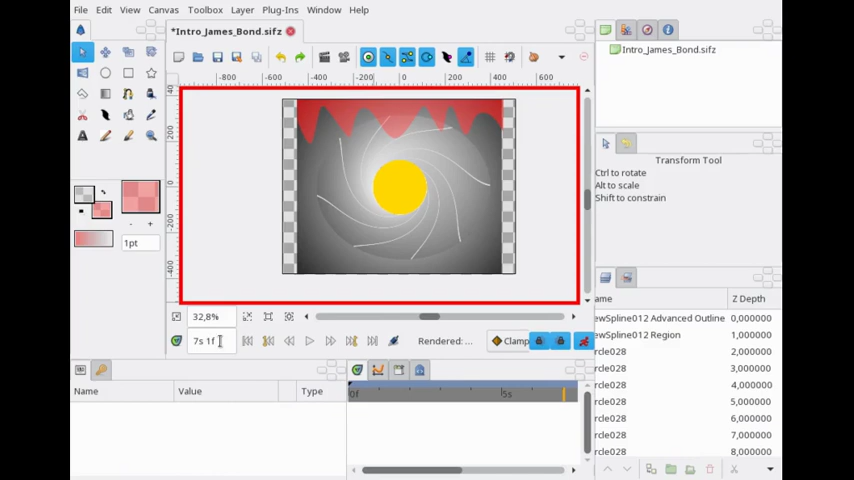 File Edit View Canvas Toolbox Layer Plug-Ins Window Help
*Intro_James_Bond.sifz
-800 -600 -400 -200 0 200 400 600
Intro_James_Bond.sifz
Transform Tool
Ctrl to rotate
Alt to scale
Shift to constrain
200
0
-200
-400
1pt
ame Z Depth
32,8%
ewSpline012 Advanced Outline 0,000000
ewSpline012 Region 1,000000
7s 1f Rendered: ... Clamp
rcle028 2,000000
rcle028 3,000000
rcle028 4,000000
rcle028 5,000000
rcle028 6,000000
rcle028 7,000000
rcle028 8,000000
Name Value Type
0f 5s